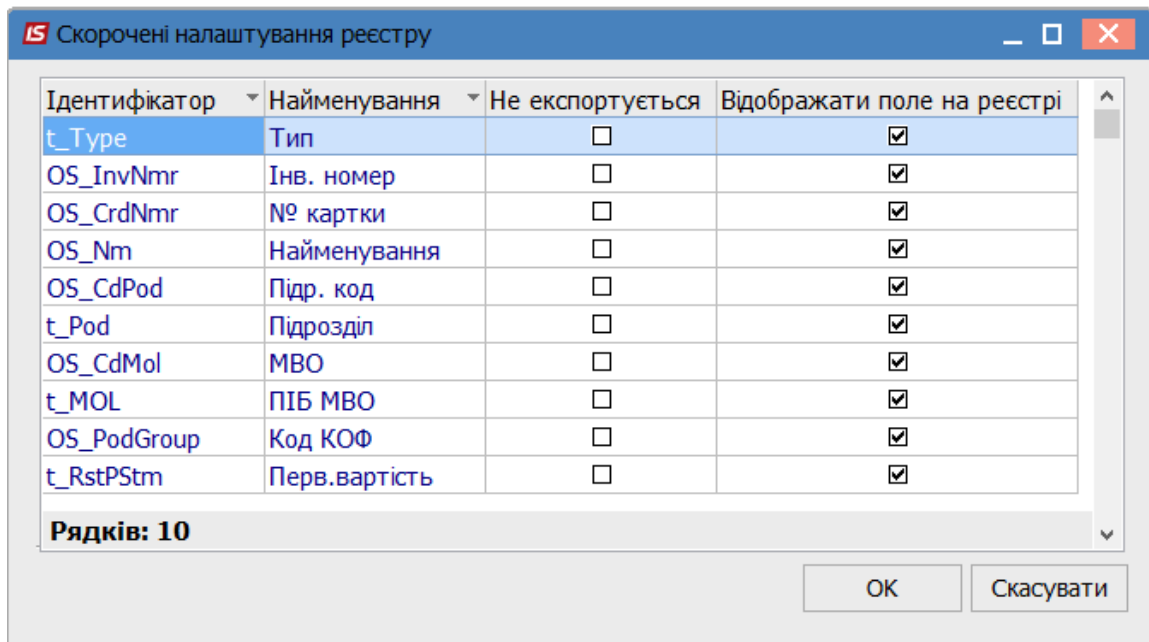 IS Скорочені налаштування реєстру
Ідентифікатор Найменування Не експортується Відображати поле на реєстрі
t_Type Тип
OS_InvNmr Інв. номер
OS_CrdNmr № картки
OS_Nm Найменування
OS_CdPod Підр. код
t_Pod Підрозділ
OS_CdMol МВО
t_MOL ПІБ МВО
OS_PodGroup Код КОФ
t_RstPStm Перв.вартість
Рядків: 10
OK Скасувати